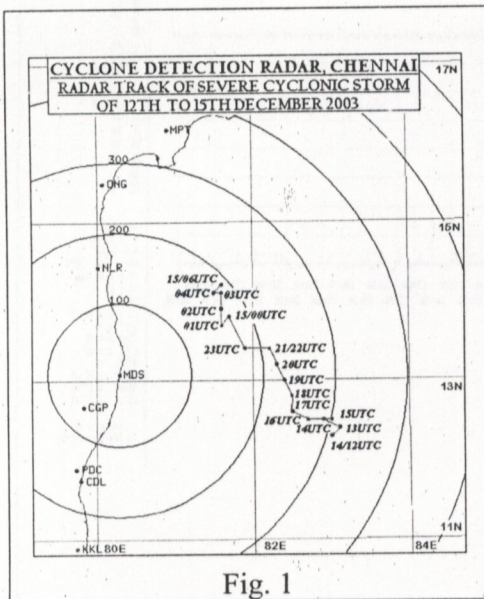 CYCLONE DETECTION RADAR, CHENNAI
RADAR TRACK OF SEVERE CYCLONIC STORM
OF 12TH TO 15TH DECEMBER 2003
17N
MPT
300
ONG
15N
200
NLR
15/06UTC
04UTC
03UTC
100
02UTC
15/00UTC
01UTC
23UTC
21/22UTC
20UTC
MDS
19UTC
13N
18UTC
CGP
17UTC
16UTC
15UTC
14UTC
13UTC
14/12UTC
PDC
CDL
11N
KKL
80E
82E
84E
Fig. 1